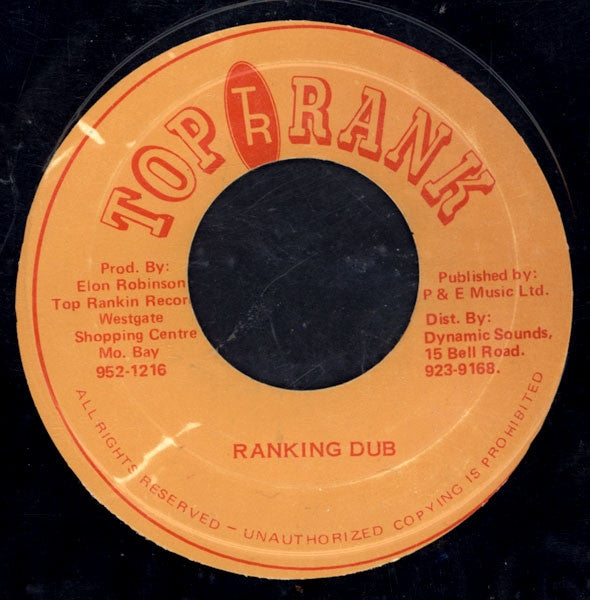 TOP TR RANK
Prod. By:
Elon Robinson
Top Rankin Recor
Westgate
Shopping Centre
Mo. Bay
952-1216
Published by:
P & E Music Ltd.
Dist. By:
Dynamic Sounds,
15 Bell Road.
923-9168.
RANKING DUB
ALL RIGHTS RESERVED – UNAUTHORIZED COPYING IS PROHIBITED